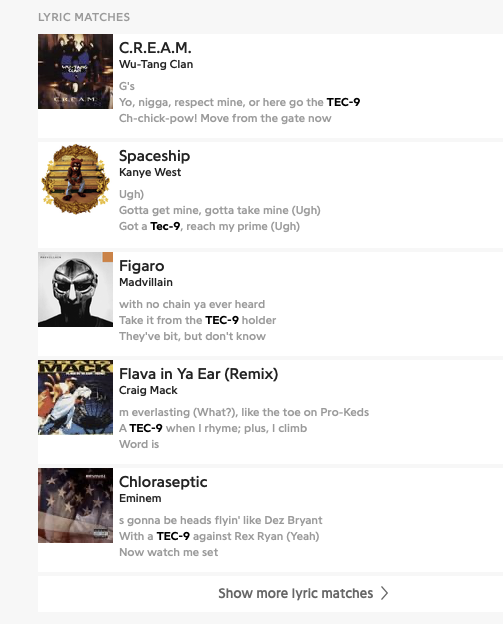 LYRIC MATCHES
C.R.E.A.M.
Wu-Tang Clan
G's
Yo, nigga, respect mine, or here go the TEC-9
Ch-chick-pow! Move from the gate now
Spaceship
Kanye West
Ugh)
Gotta get mine, gotta take mine (Ugh)
Got a Tec-9, reach my prime (Ugh)
Figaro
Madvillain
with no chain ya ever heard
Take it from the TEC-9 holder
They've bit, but don't know
Flava in Ya Ear (Remix)
Craig Mack
m everlasting (What?), like the toe on Pro-Keds
A TEC-9 when I rhyme; plus, I climb
Word is
Chloraseptic
Eminem
s gonna be heads flyin' like Dez Bryant
With a TEC-9 against Rex Ryan (Yeah)
Now watch me set
Show more lyric matches